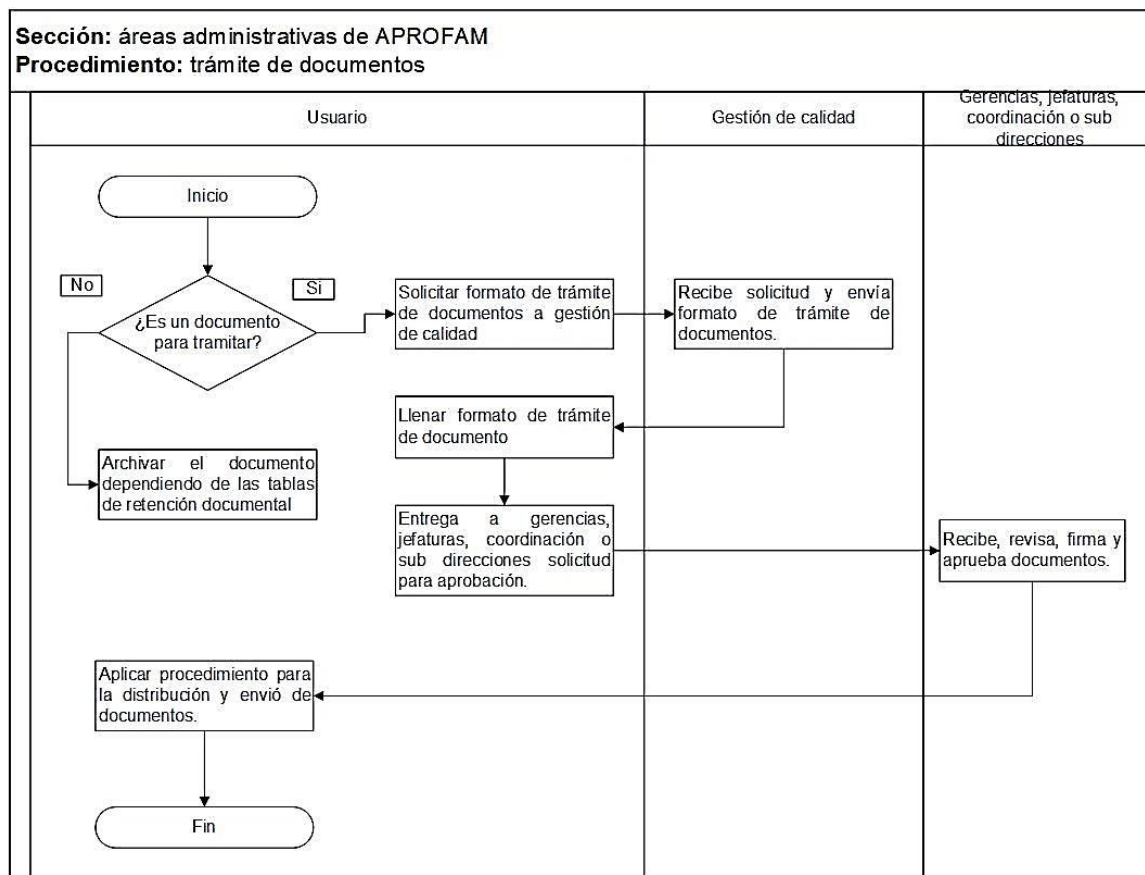 Sección: áreas administrativas de APROFAM
Procedimiento: trámite de documentos
Usuario
Gestión de calidad
Gerencias, jefaturas,
coordinación o sub
direcciones
Inicio
No
Si
¿Es un documento
para tramitar?
Solicitar formato de trámite
de documentos a gestión
de calidad
Recibe solicitud y envía
formato de trámite de
documentos.
Llenar formato de trámite
de documento
Archivar el documento
dependiendo de las tablas
de retención documental
Entrega a gerencias,
jefaturas, coordinación o
sub direcciones solicitud
para aprobación.
Recibe, revisa, firma y
aprueba documentos.
Aplicar procedimiento para
la distribución y envió de
documentos.
Fin